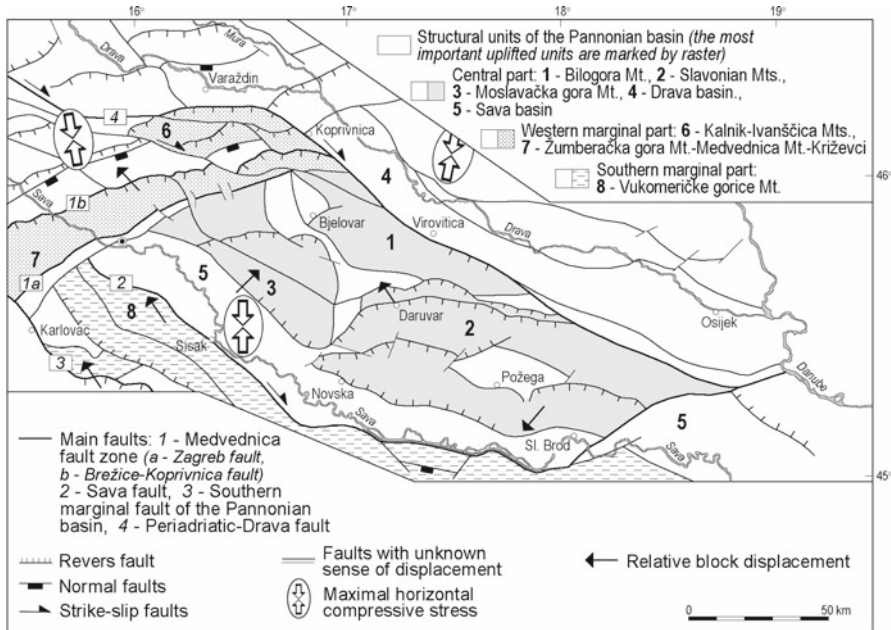 16° 17 18 19
Structural units of the Pannonian basin (the most
important uplifted units are marked by raster)
Central part: 1 - Bilogora Mt., 2 - Slavonian Mts.,
3 - Moslavačka gora Mt., 4 - Drava basin.,
5 - Sava basin
Western marginal part: 6 - Kalnik-Ivanščica Mts.,
7 - Žumberačka gora Mt.-Medvednica Mt.-Križevci
Southern marginal part:
8 - Vukomeričke gorice Mt.
Drava
Mura
Varaždin
4
6
Koprivnica
4
46°
1b
Sava
Bjelovar
Virovitica
Drava
1
7
5
1a
2
3
8
Daruvar
Osijek
Karlovac
Sisak
2
3
Požega
Danube
Novska
Sava
5
Sl. Brod
Sava
45°
Main faults: 1 - Medvednica
fault zone (a - Zagreb fault,
b - Brežice-Koprivnica fault)
2 - Sava fault, 3 - Southern
marginal fault of the Pannonian
basin, 4 - Periadriatic-Drava fault
Revers fault
Normal faults
Strike-slip faults
Faults with unknown
sense of displacement
Maximal horizontal
compressive stress
Relative block displacement
0 50 km